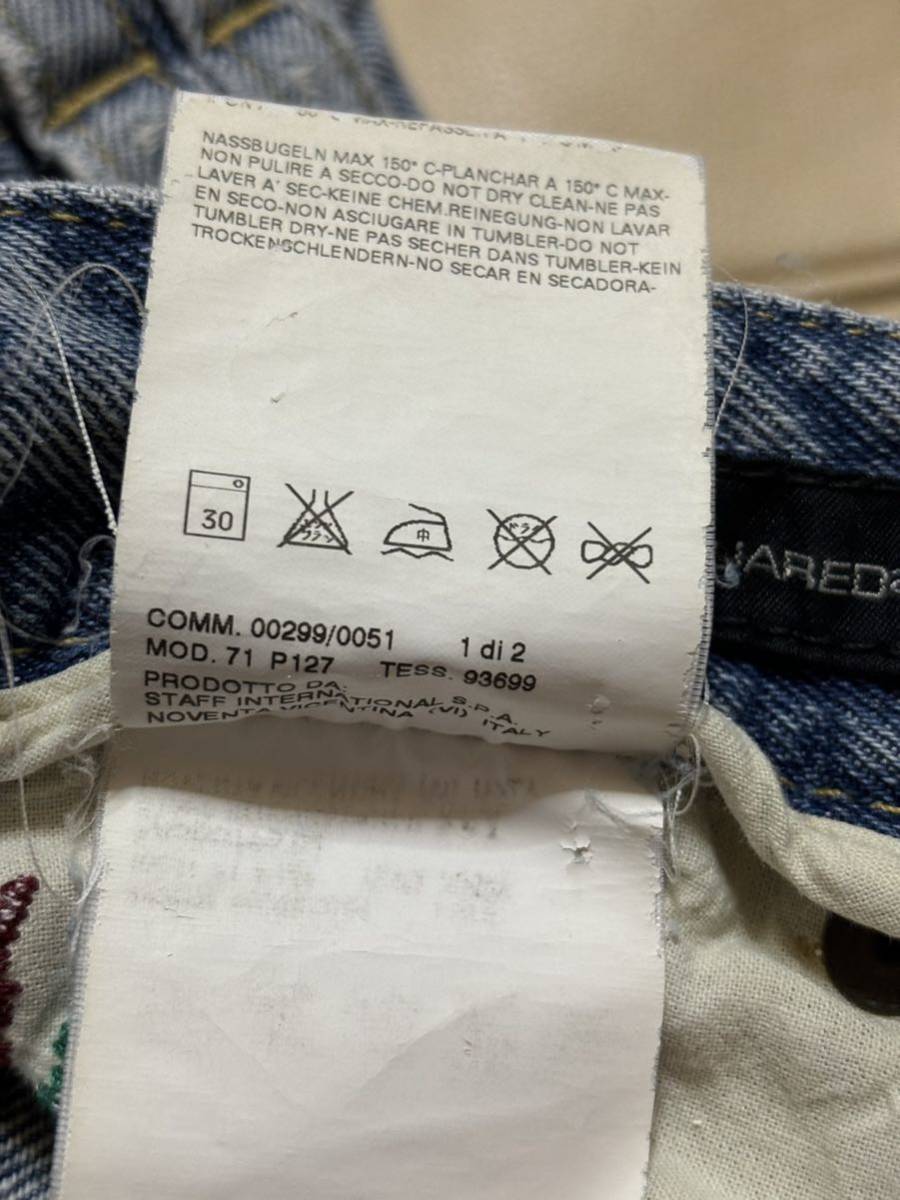 NASSBUGELN MAX 150° C-PLANCHAR A 150° C MAX-
NON PULIRE A SECCO-DO NOT DRY CLEAN-NE PAS
LAVER A' SEC-KEINE CHEM.REINEGUNG-NON LAVAR
EN SECO-NON ASCIUGARE IN TUMBLER-DO NOT
TUMBLER DRY-NE PAS SECHER DANS TUMBLER-KEIN
TROCKENSCHLENDERN-NO SECAR EN SECADORA-
30
中
COMM. 00299/0051 1 di 2
MOD. 71 P127 TESS. 93699
PRODOTTO DA:
STAFF INTERNATIONAL S.P.A.
NOVENTA VICENTINA (VI) ITALY